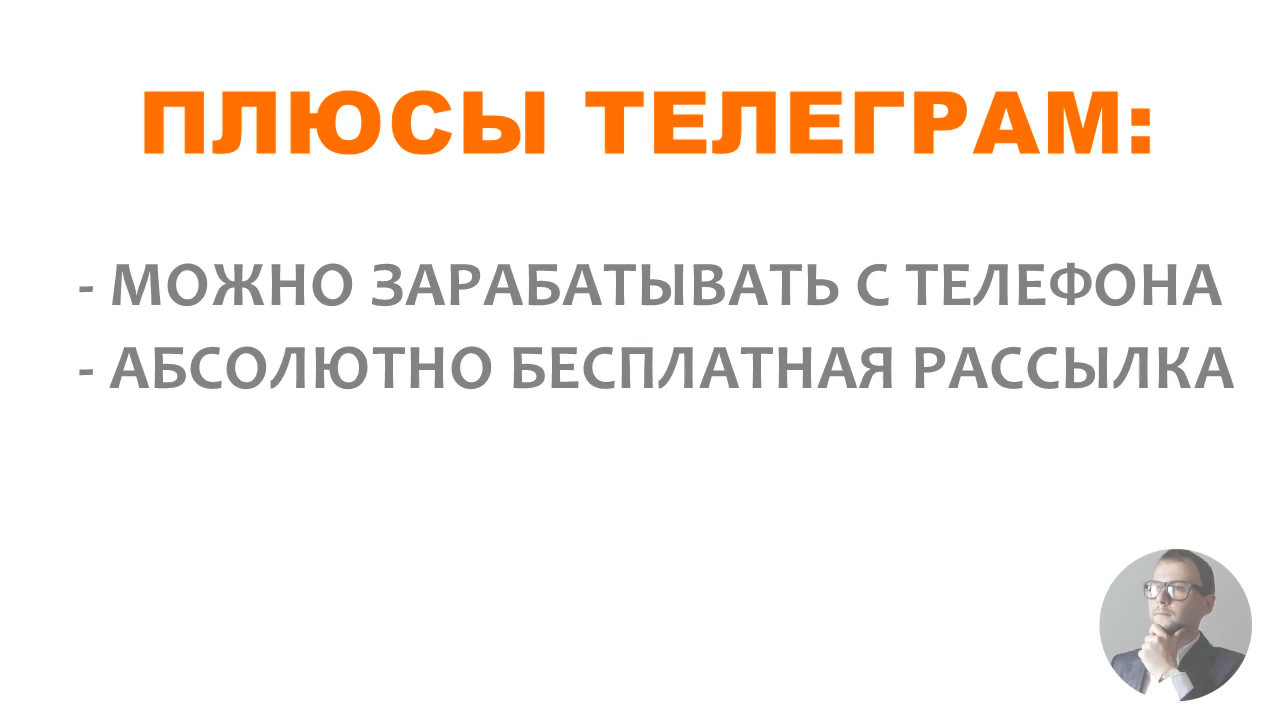 ПЛЮСЫ ТЕЛЕГРАМ:
- МОЖНО ЗАРАБАТЫВАТЬ С ТЕЛЕФОНА
- АБСОЛЮТНО БЕСПЛАТНАЯ РАССЫЛКА